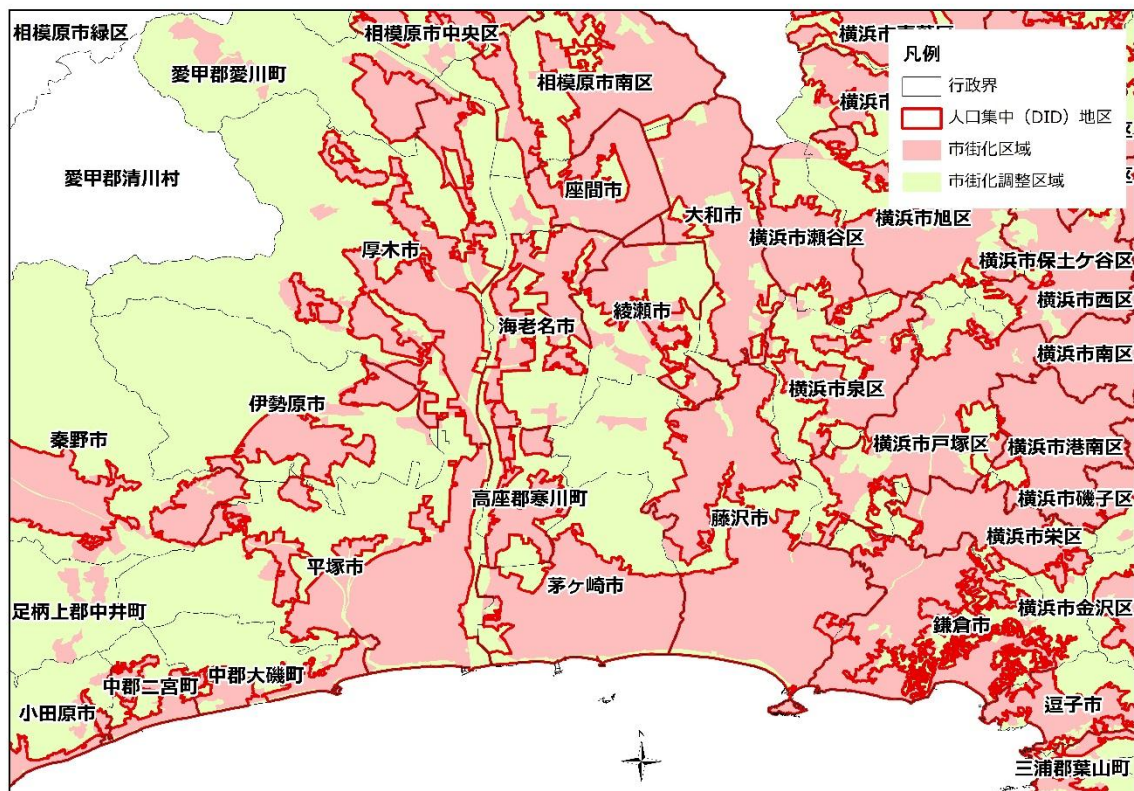 相模原市緑区
相模原市中央区
凡例
愛甲郡愛川町
相模原市南区
行政界
横浜市
人口集中（DID）地区
市街化区域
市街化調整区域
愛甲郡清川村
座間市
大和市
横浜市旭区
横浜市瀬谷区
厚木市
横浜市保土ケ谷区
横浜市西区
綾瀬市
海老名市
横浜市南区
横浜市泉区
伊勢原市
秦野市
横浜市戸塚区
横浜市港南区
高座郡寒川町
横浜市磯子区
藤沢市
横浜市栄区
平塚市
茅ヶ崎市
足柄上郡中井町
横浜市金沢区
鎌倉市
中郡大磯町
中郡二宮町
小田原市
逗子市
三浦郡葉山町